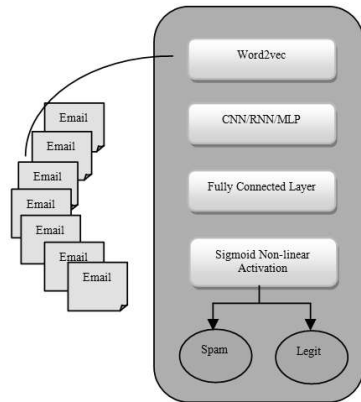 Word2vec
CNN/RNN/MLP
Fully Connected Layer
Sigmoid Non-linear
Activation
Spam
Legit
Email
Email
Email
Email
Email
Email
Email